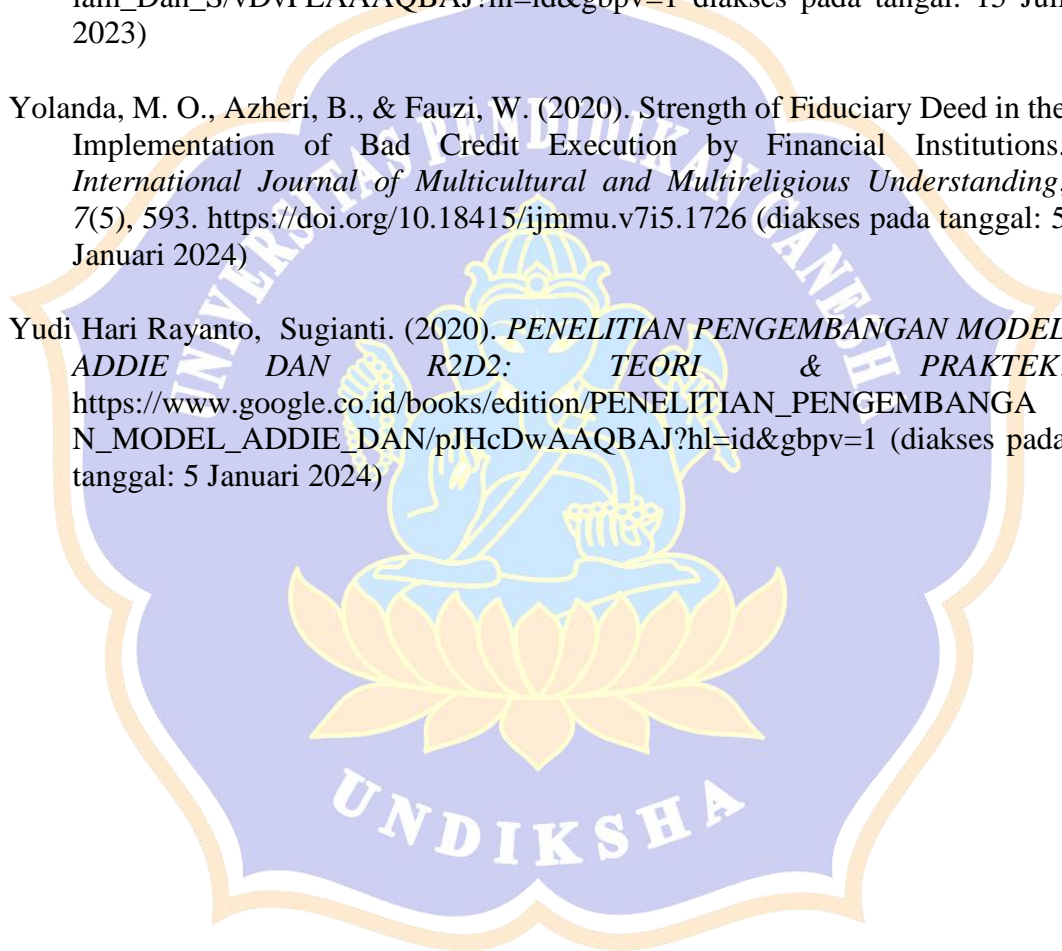 2023)
Yolanda, M. O., Azheri, B., & Fauzi, W. (2020). Strength of Fiduciary Deed in the
Implementation of Bad Credit Execution by Financial Institutions.
International Journal of Multicultural and Multireligious Understanding,
7(5), 593. https://doi.org/10.18415/ijmmu.v7i5.1726 (diakses pada tanggal: 5
Januari 2024)
Yudi Hari Rayanto, Sugianti. (2020). PENELITIAN PENGEMBANGAN MODEL
ADDIE DAN R2D2: TEORI & PRAKTEK.
https://www.google.co.id/books/edition/PENELITIAN_PENGEMBANGA
N_MODEL_ADDIE_DAN/pJHcDwAAQBAJ?hl=id&gbpv=1 (diakses pada
tanggal: 5 Januari 2024)
UNIVERSITAS PENDIDIKAN GANESHA
UNDIKSHA